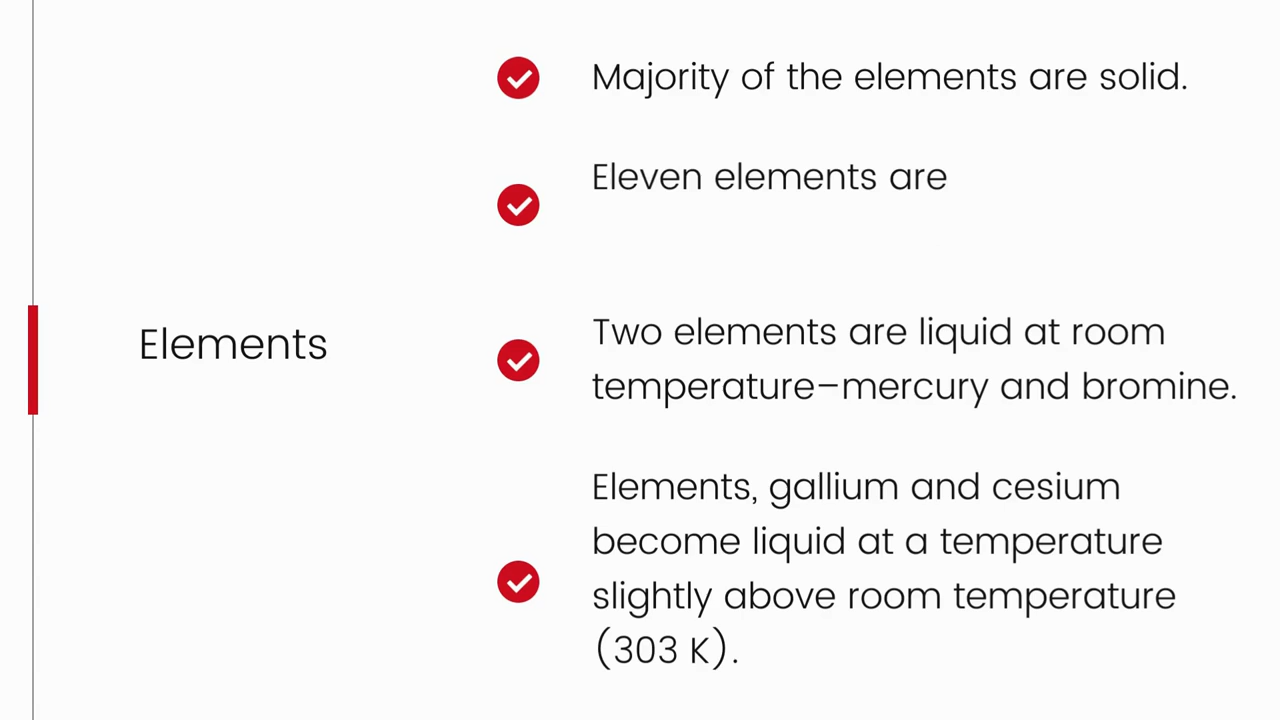 Elements
Majority of the elements are solid.
Eleven elements are
Two elements are liquid at room
temperature–mercury and bromine.
Elements, gallium and cesium
become liquid at a temperature
slightly above room temperature
(303 K).